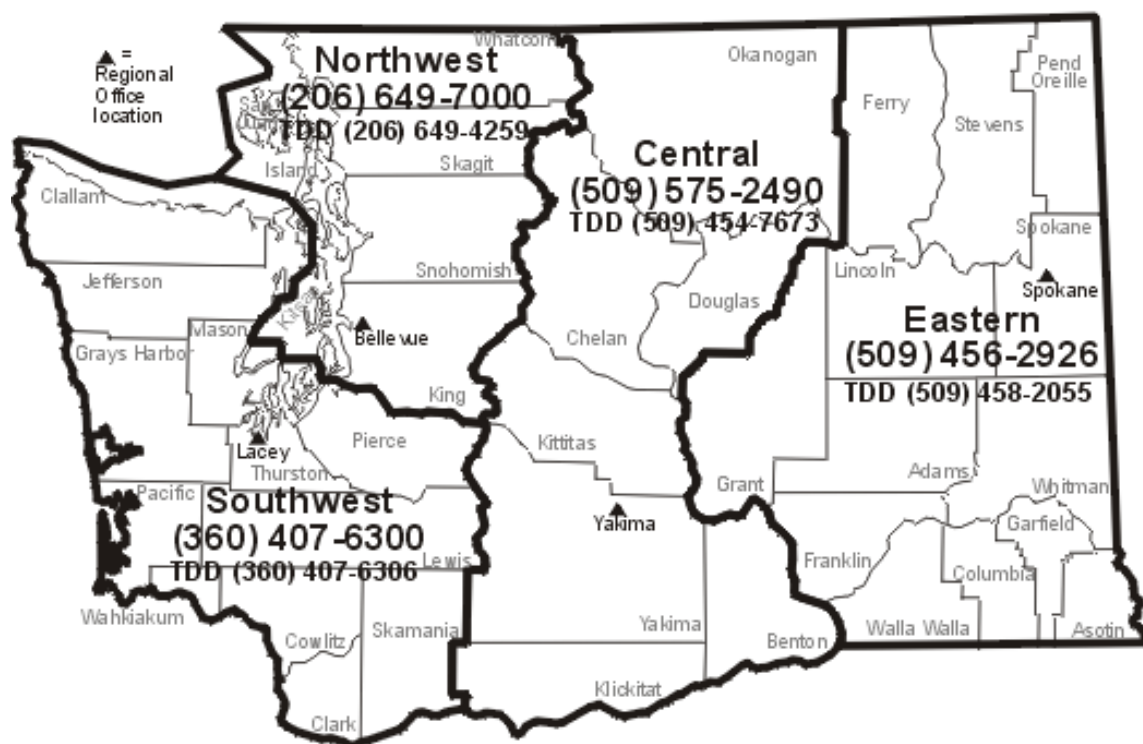 ▲ =
Regional
Office
location
Northwest
(206) 649-7000
TDD (206) 649-4259
Whatcom
San
Juan
Island
Skagit
Snohomish
Kitsap
Bellevue
King
Okanogan
Central
(509) 575-2490
TDD (509) 454-7673
Douglas
Chelan
Kittitas
Yakima
Yakima
Benton
Klickitat
Ferry
Stevens
Pend
Oreille
Spokane
Lincoln
Spokane
Eastern
(509) 456-2926
TDD (509) 458-2055
Grant
Adams
Whitman
Garfield
Franklin
Columbia
Walla Walla
Asotin
Clallam
Jefferson
Mason
Grays Harbor
Lacey
Thurston
Pierce
Pacific
Southwest
(360) 407-6300
TDD (360) 407-6306
Lewis
Wahkiakum
Cowlitz
Skamania
Clark